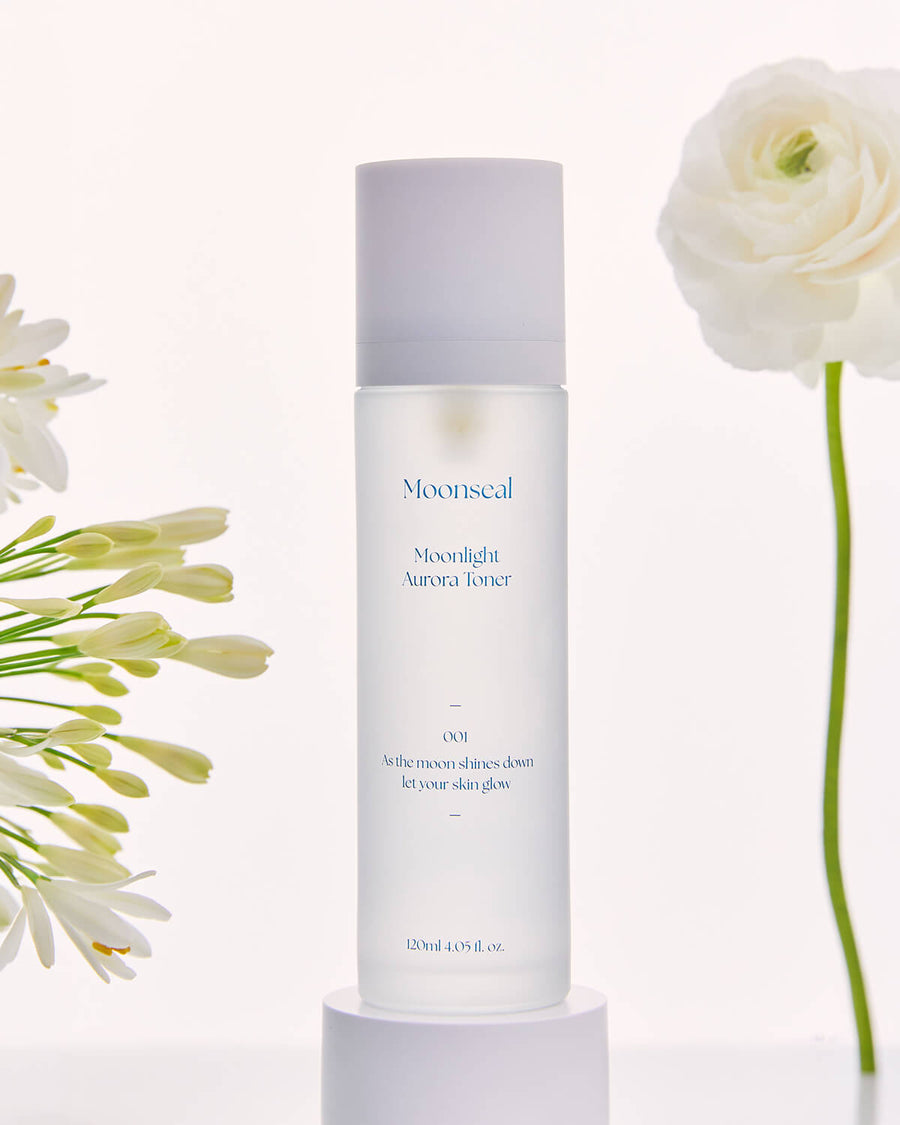 Moonseal
Moonlight
Aurora Toner
001
As the moon shines down
let your skin glow
120ml 4.05 fl. oz.